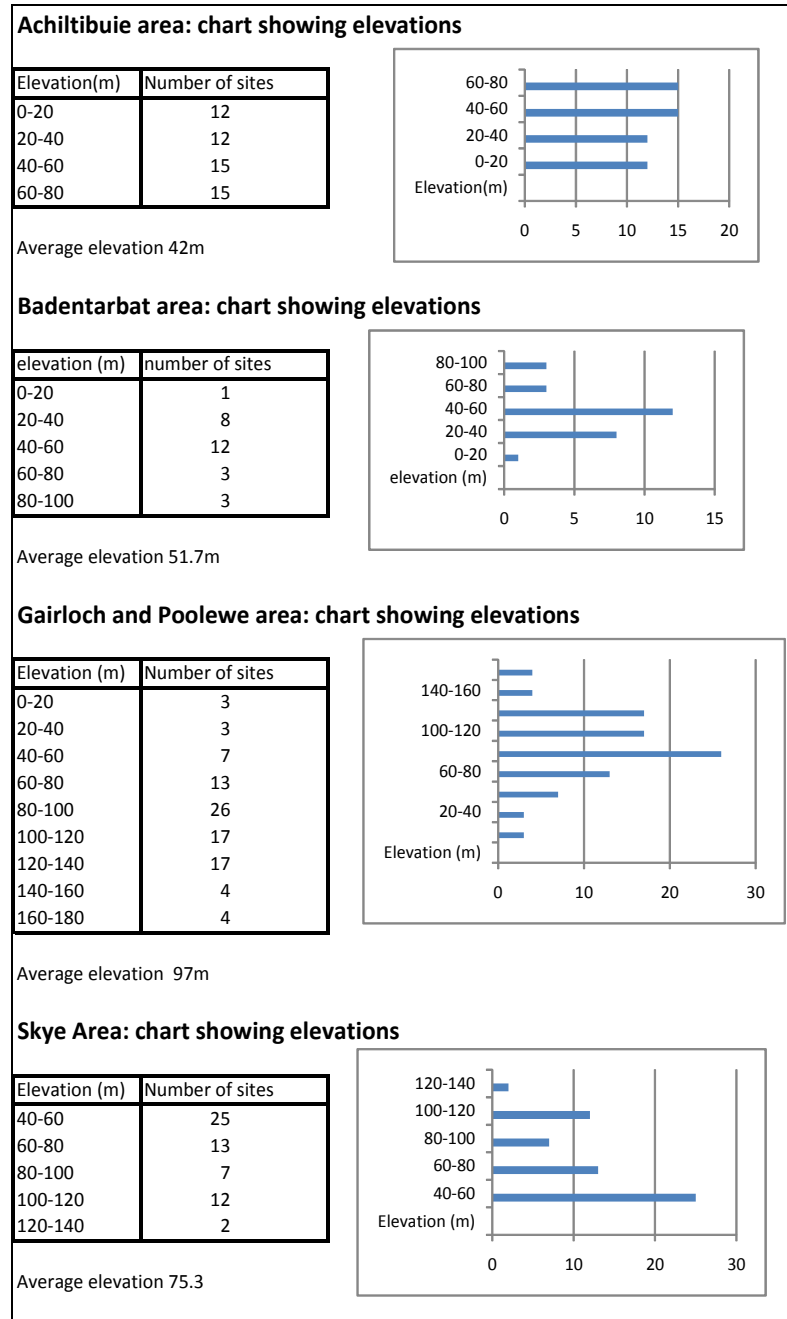 Achiltibuie area: chart showing elevations
Elevation(m) Number of sites
0-20 12
20-40 12
40-60 15
60-80 15
60-80
40-60
20-40
0-20
Elevation(m)
0 5 10 15 20
Average elevation 42m
Badentarbat area: chart showing elevations
elevation (m) number of sites
0-20 1
20-40 8
40-60 12
60-80 3
80-100 3
80-100
60-80
40-60
20-40
0-20
elevation (m)
0 5 10 15
Average elevation 51.7m
Gairloch and Poolewe area: chart showing elevations
Elevation (m) Number of sites
0-20 3
20-40 3
40-60 7
60-80 13
80-100 26
100-120 17
120-140 17
140-160 4
160-180 4
140-160
100-120
60-80
20-40
Elevation (m)
0 10 20 30
Average elevation 97m
Skye Area: chart showing elevations
Elevation (m) Number of sites
40-60 25
60-80 13
80-100 7
100-120 12
120-140 2
120-140
100-120
80-100
60-80
40-60
Elevation (m)
0 10 20 30
Average elevation 75.3